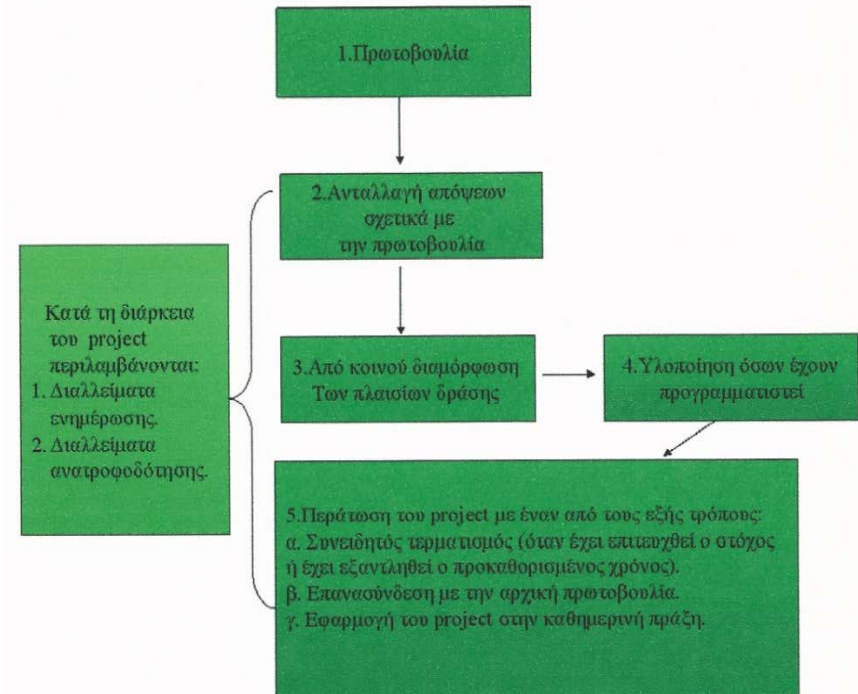 1.Πρωτοβουλία
2.Ανταλλαγή απόψεων
σχετικά με
την πρωτοβουλία
Κατά τη διάρκεια
του project
περιλαμβάνονται:
1. Διαλλείματα
ενημέρωσης.
2. Διαλλείματα
ανατροφοδότησης.
3.Από κοινού διαμόρφωση
Των πλαισίων δράσης
4.Υλοποίηση όσων έχουν
προγραμματιστεί
5.Περάτωση του project με έναν από τους εξής τρόπους:
α. Συνειδητός τερματισμός (όταν έχει επιτευχθεί ο στόχος
ή έχει εξαντληθεί ο προκαθορισμένος χρόνος).
β. Επανασύνδεση με την αρχική πρωτοβουλία.
γ. Εφαρμογή του project στην καθημερινή πράξη.